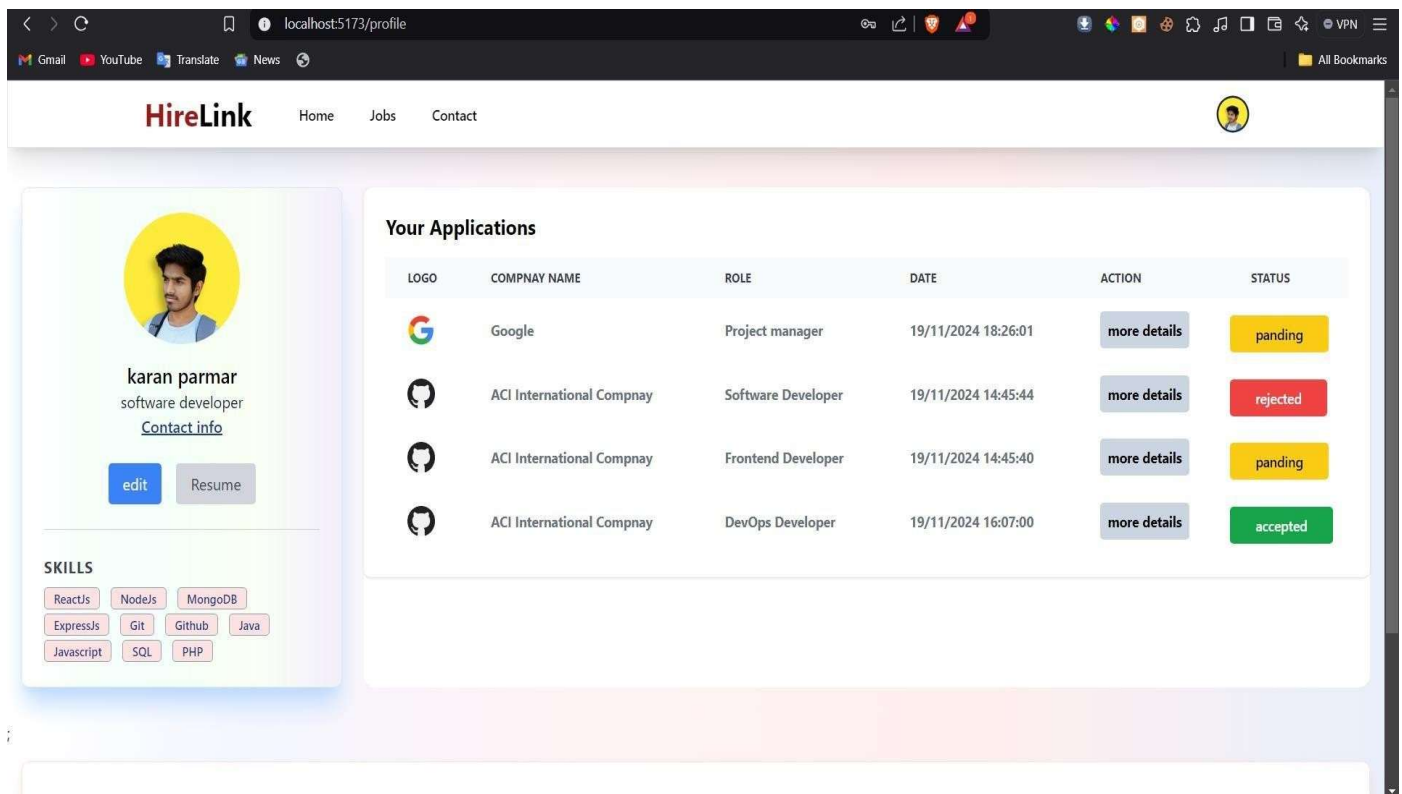 localhost:5173/profile
VPN
Gmail YouTube Translate News
All Bookmarks
HireLink Home Jobs Contact
karan parmar
software developer
Contact info
edit Resume
SKILLS
ReactJs NodeJs MongoDB
ExpressJs Git Github Java
Javascript SQL PHP
Your Applications
LOGO COMPNAY NAME ROLE DATE ACTION STATUS
Google Project manager 19/11/2024 18:26:01 more details panding
ACI International Compnay Software Developer 19/11/2024 14:45:44 more details rejected
ACI International Compnay Frontend Developer 19/11/2024 14:45:40 more details panding
ACI International Compnay DevOps Developer 19/11/2024 16:07:00 more details accepted
;